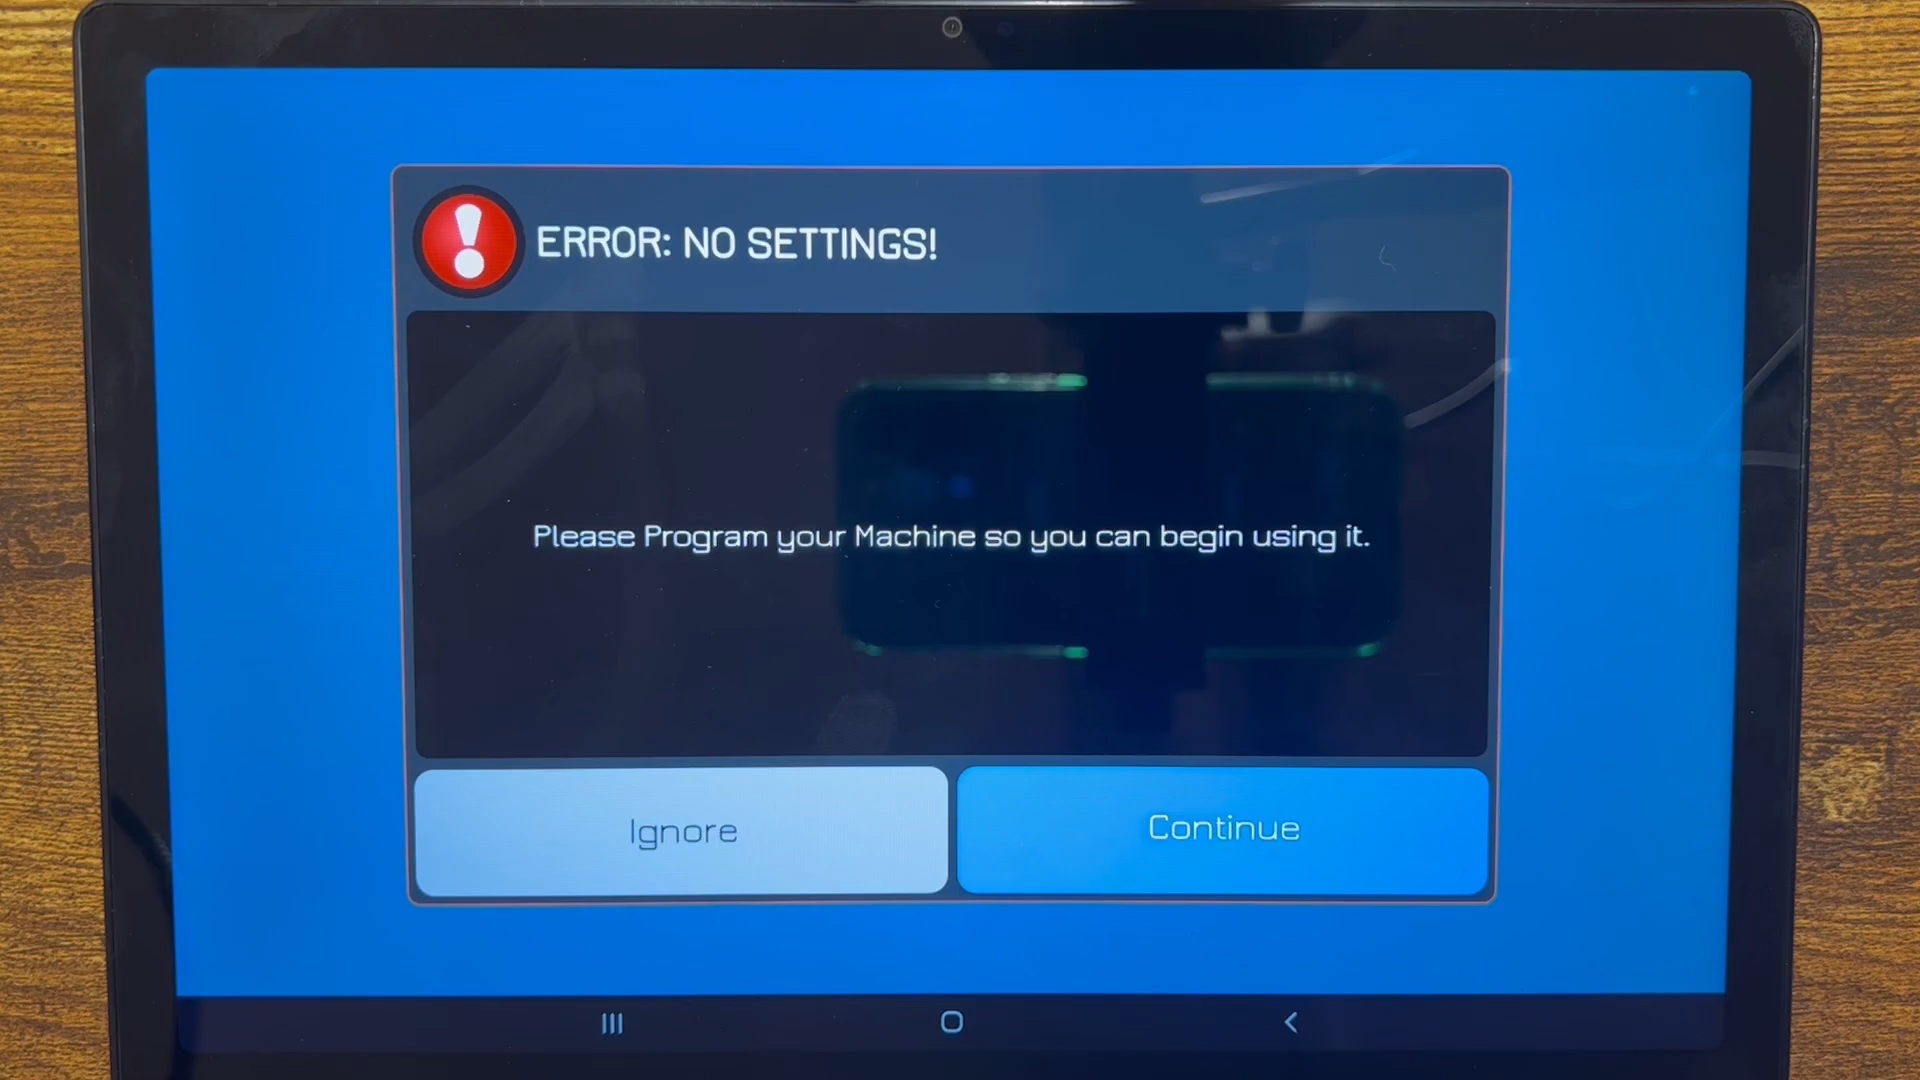 ERROR: NO SETTINGS!
Please Program your Machine so you can begin using it.
Ignore
Continue